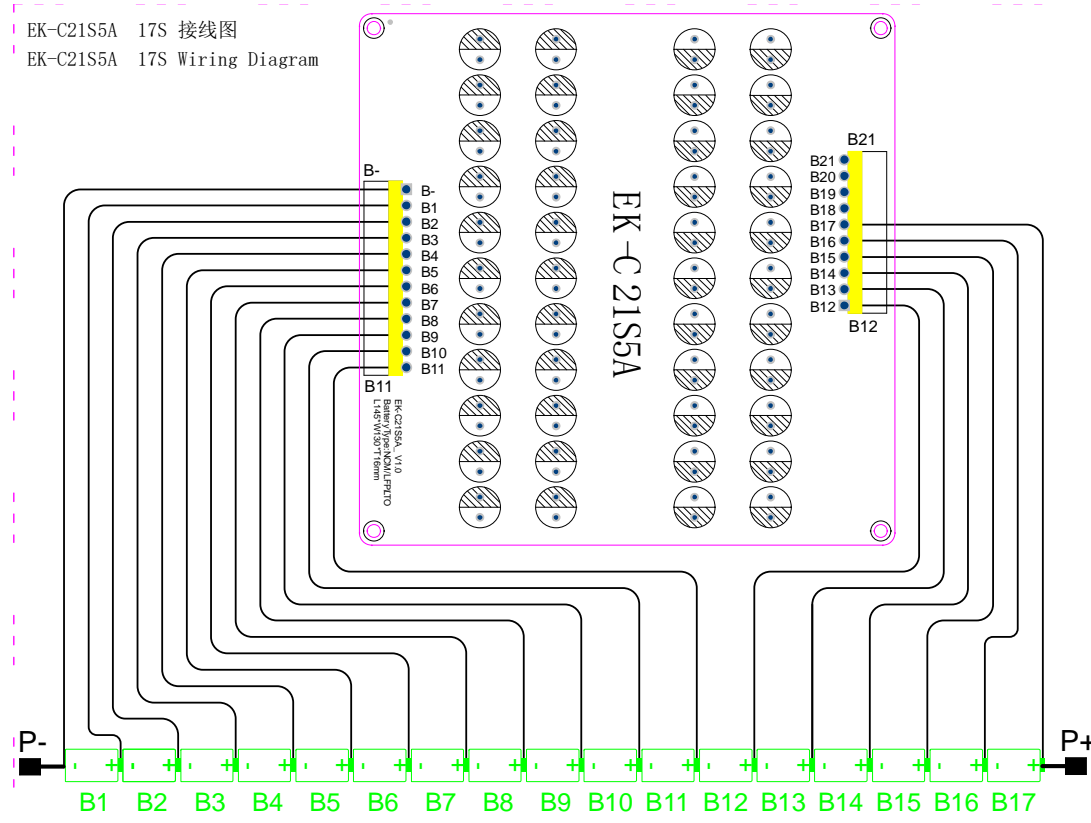 EK-C21S5A 17S 接线图
EK-C21S5A 17S Wiring Diagram
B-
B-
B1
B2
B3
B4
B5
B6
B7
B8
B9
B10
B11
B11
EK-C21S5A_ V1.0
Battery Type:NCM/LFP/LTO
L145*W130*T16mm
EK-C21S5A
B21
B21
B20
B19
B18
B17
B16
B15
B14
B13
B12
B12
P-
P+
- + - + - + - + - + - + - + - + - + - + - + - + - + - + - + - + - +
B1 B2 B3 B4 B5 B6 B7 B8 B9 B10 B11 B12 B13 B14 B15 B16 B17